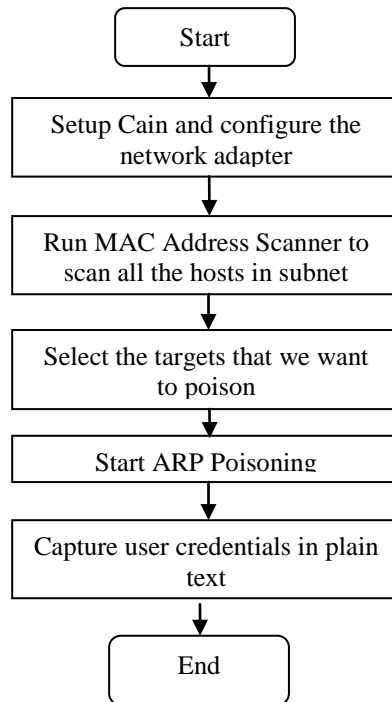 Start
Setup Cain and configure the
network adapter
Run MAC Address Scanner to
scan all the hosts in subnet
Select the targets that we want
to poison
Start ARP Poisoning
Capture user credentials in plain
text
End